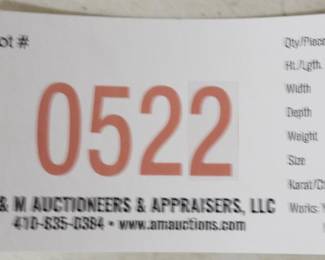 ot #
0522
& M AUCTIONEERS & APPRAISERS, LLC
410-635-0384 • www.amauctions.com
Qty/Piece
Ht./Lgth.
Width
Depth
Weight
Size
Karat/C
Works: Y